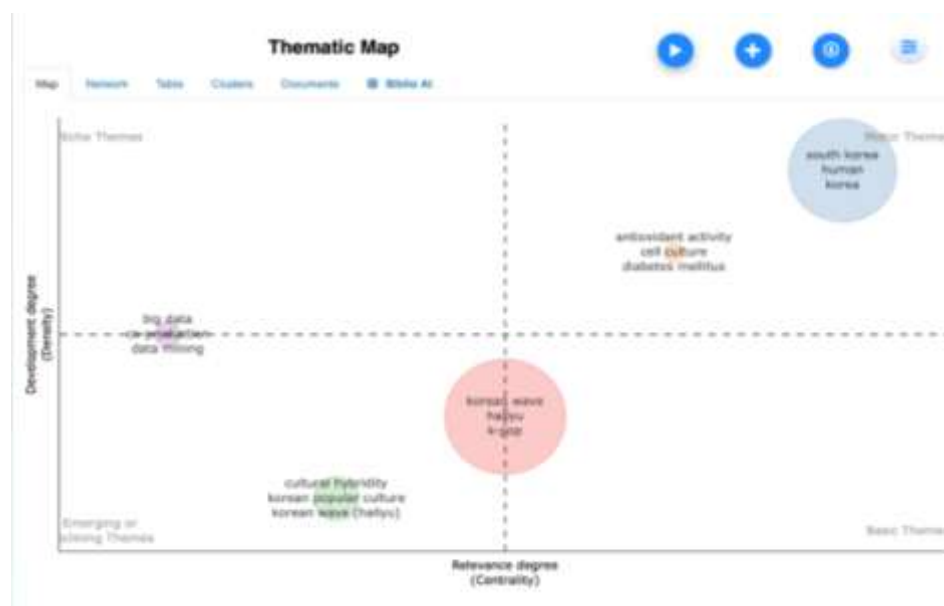 Thematic Map
Map Network Table Clusters Documents Biblio AI
Niche Themes
Motor Theme
south korea
human
korea
antioxidant activity
cell culture
diabetes mellitus
big data
co-production
data mining
korean wave
hallyu
k-pop
cultural hybridity
korean popular culture
korean wave (hallyu)
Emerging or
Declining Themes
Basic Theme
Development degree
(Density)
Relevance degree
(Centrality)